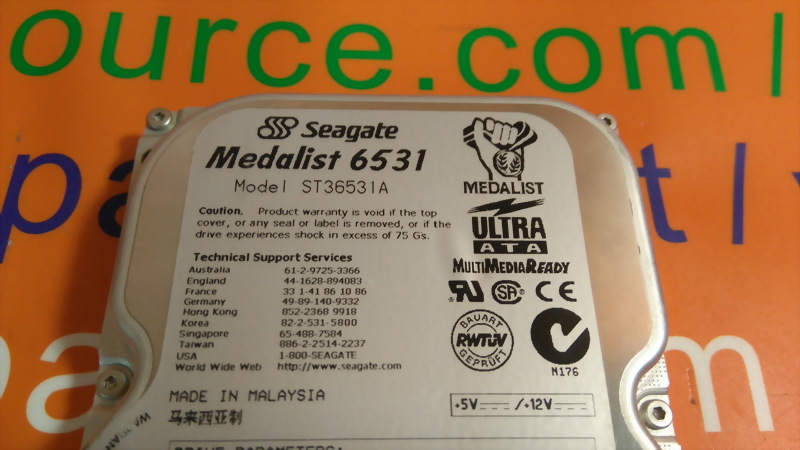 ource.com |
pa t |
pa m
Seagate
Medalist 6531
Model ST36531A
Caution. Product warranty is void if the top
cover, or any seal or label is removed, or if the
drive experiences shock in excess of 75 Gs.
Technical Support Services
Australia 61-2-9725-3366
England 44-1628-894083
France 33 1-41 86 10 86
Germany 49-89-140-9332
Hong Kong 852-2368 9918
Korea 82-2-531-5800
Singapore 65-488-7584
Taiwan 886-2-2514-2237
USA 1-800-SEAGATE
World Wide Web http://www.seagate.com
MADE IN MALAYSIA
马来西亚制
MEDALIST
ULTRA
ATA
MULTIMEDIAREADY
SA CE
BAUART
RWTÜV
GEPRÜFT
N176
+5V /+12V
DRIVE PARAMETERS: